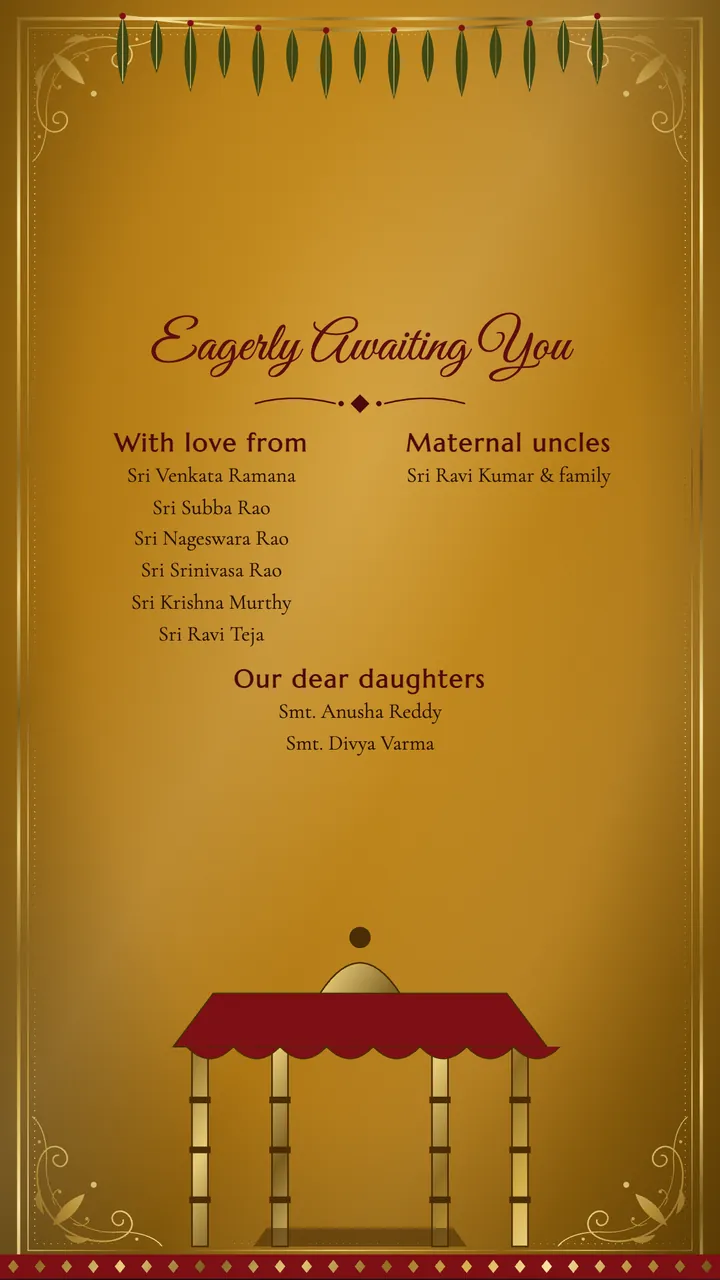 Eagerly Awaiting You
With love from
Sri Venkata Ramana
Sri Subba Rao
Sri Nageswara Rao
Sri Srinivasa Rao
Sri Krishna Murthy
Sri Ravi Teja
Maternal uncles
Sri Ravi Kumar & family
Our dear daughters
Smt. Anusha Reddy
Smt. Divya Varma